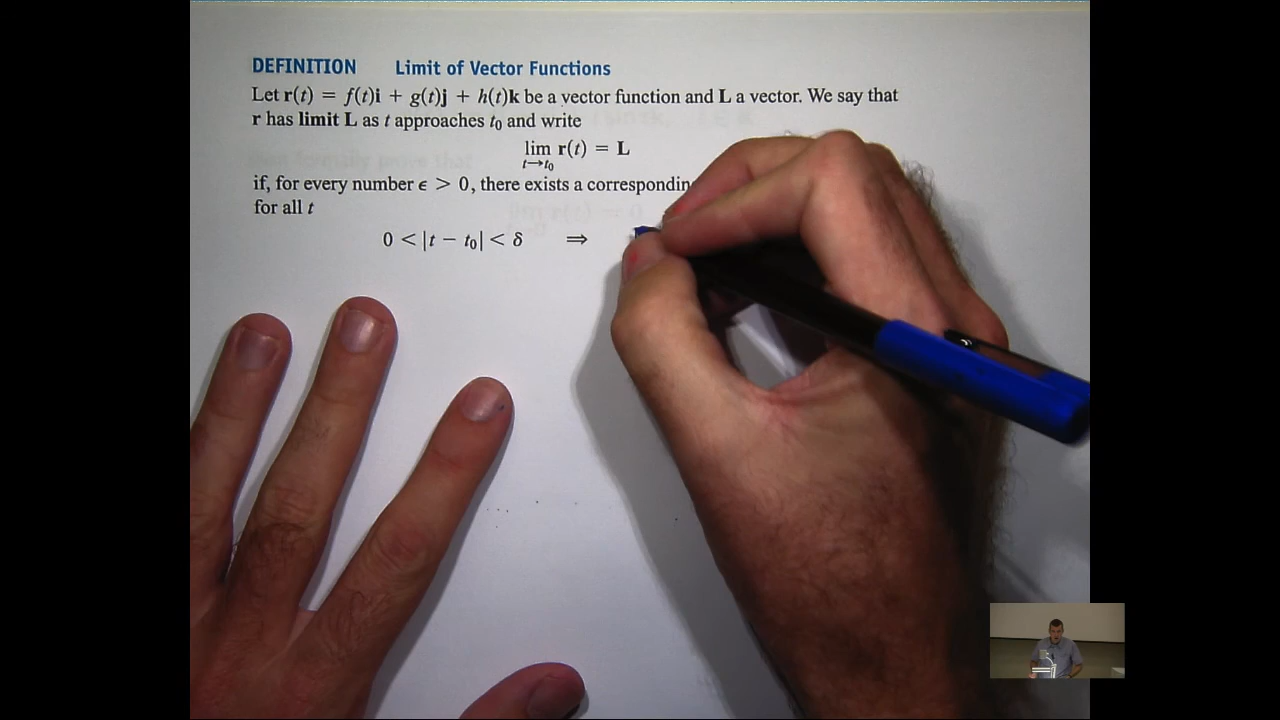 DEFINITION Limit of Vector Functions
Let r(t) = f(t)i + g(t)j + h(t)k be a vector function and L a vector. We say that
r has limit L as t approaches t₀ and write
lim r(t) = L
t→t₀
if, for every number ϵ > 0, there exists a
for all t
0 < |t − t₀| < δ ⇒